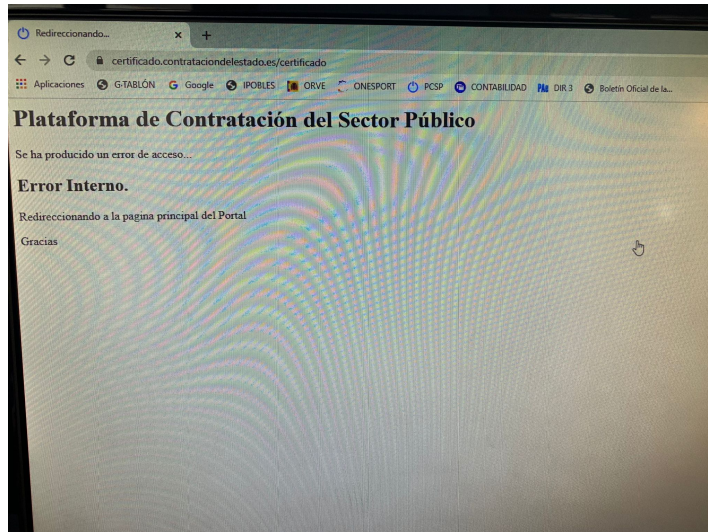 Redireccionando...
certificado.contrataciondelestado.es/certificado
Aplicaciones G-TABLÓN Google IPOBLES ORVE ONESPORT PCSP CONTABILIDAD DIR 3 Boletín Oficial de la...
Plataforma de Contratación del Sector Público
Se ha producido un error de acceso...
Error Interno.
Redireccionando a la pagina principal del Portal
Gracias